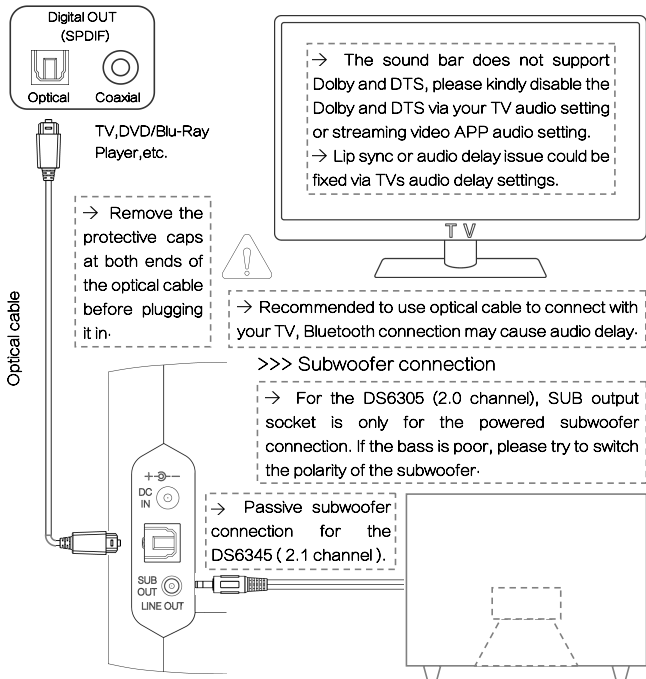 Digital OUT
(SPDIF)
Optical
Coaxial
TV,DVD/Blu-Ray
Player,etc.
→ The sound bar does not support
Dolby and DTS, please kindly disable the
Dolby and DTS via your TV audio setting
or streaming video APP audio setting.
→ Lip sync or audio delay issue could be
fixed via TVs audio delay settings.
TV
→ Remove the
protective caps
at both ends of
the optical cable
before plugging
it in.
Optical cable
→ Recommended to use optical cable to connect with
your TV, Bluetooth connection may cause audio delay.
>>> Subwoofer connection
→ For the DS6305 (2.0 channel), SUB output
socket is only for the powered subwoofer
connection. If the bass is poor, please try to switch
the polarity of the subwoofer.
DC
IN
SUB
OUT
LINE OUT
→ Passive subwoofer
connection for the
DS6345 ( 2.1 channel ).